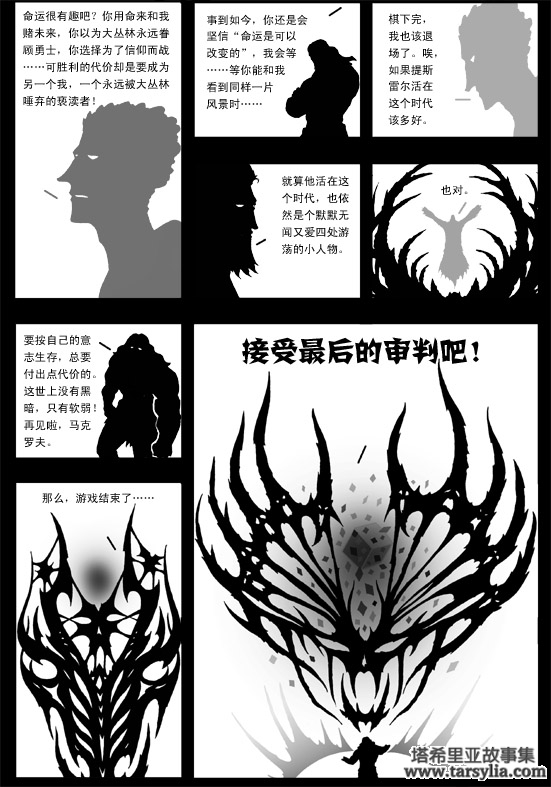 命运很有趣吧？你用命来和我
赌未来，你以为大丛林永远眷
顾勇士，你选择为了信仰而战
……可胜利的代价却是要成为
另一个我，一个永远被大丛林
唾弃的亵渎者！
事到如今，你还是会
坚信“命运是可以
改变的”，我会等
……等你能和我
看到同样一片
风景时……
棋下完，
我也该退
场了。唉，
如果提斯
雷尔活在
这个时代
该多好。
就算他活在这
个时代，也依
然是个默默无
闻又爱四处游
荡的小人物。
也对。
要按自己的意
志生存，总要
付出点代价的。
这世上没有黑
暗，只有软弱！
再见啦，马克
罗夫。
接受最后的审判吧！
那么，游戏结束了……
塔希里亚故事集
www.tarsylia.com